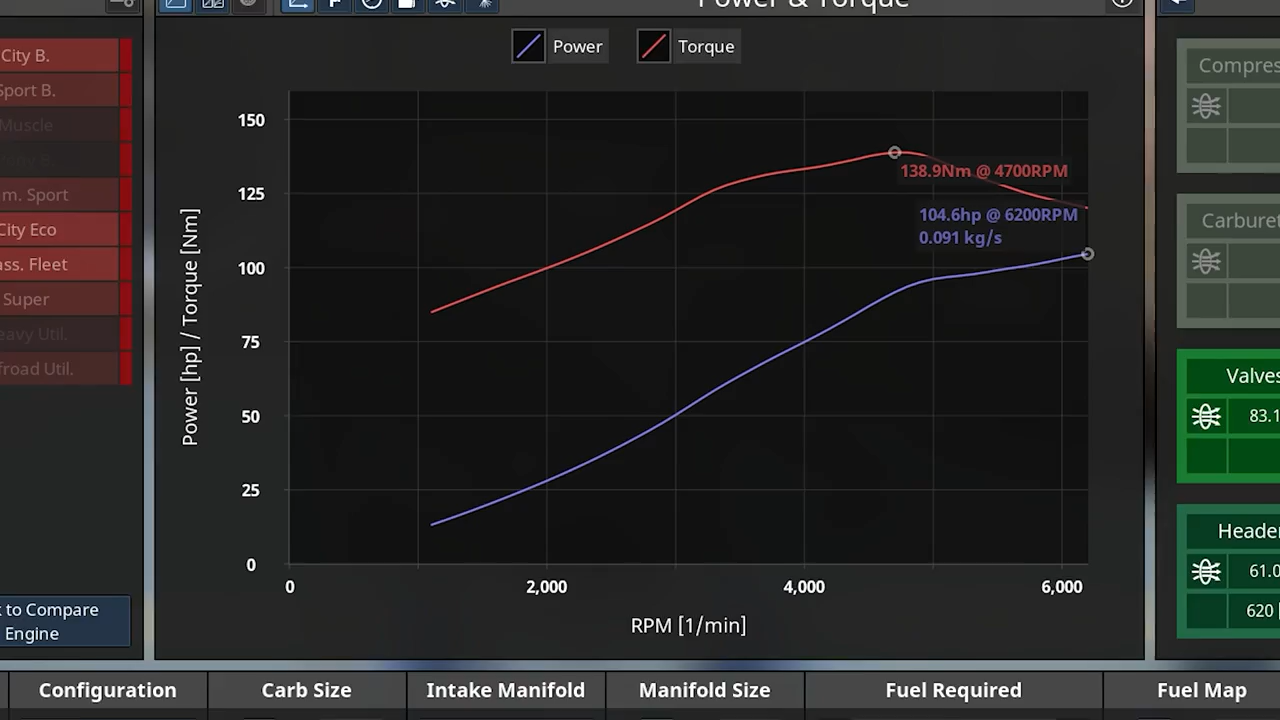 Power & Torque
Power
Torque
City B.
Sport B.
Muscle
m. Sport
City Eco
ass. Fleet
Super
eavy Util.
froad Util.
to Compare
Engine
150
125
100
75
50
25
0
Power [hp] / Torque [Nm]
138.9Nm @ 4700RPM
104.6hp @ 6200RPM
0.091 kg/s
0
2,000
4,000
6,000
RPM [1/min]
Compres
Carburet
Valves
83.1
Header
61.0
620
Configuration
Carb Size
Intake Manifold
Manifold Size
Fuel Required
Fuel Map